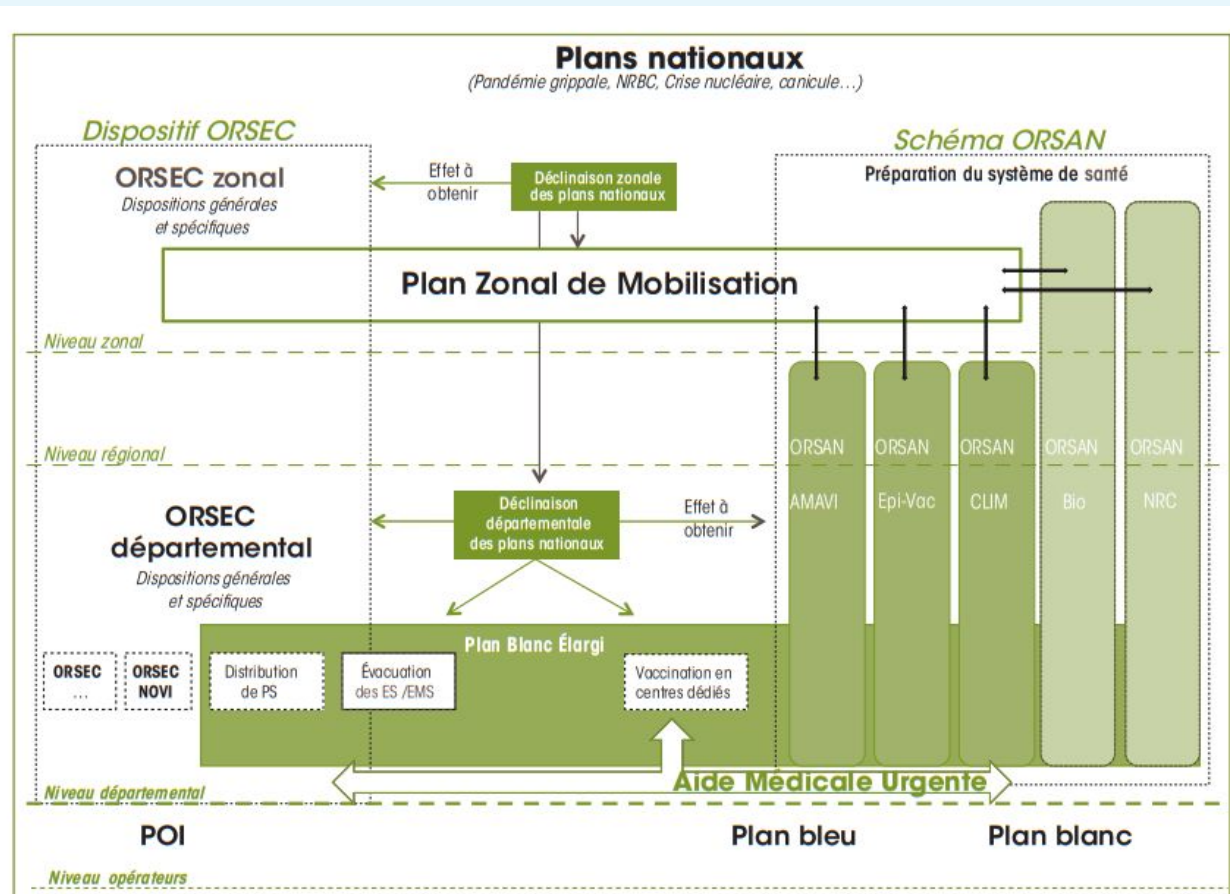 Plans nationaux
(Pandémie grippale, NRBC, Crise nucléaire, canicule…)
Dispositif ORSEC
Schéma ORSAN
ORSEC zonal
Dispositions générales
et spécifiques
Effet à
obtenir
Déclinaison zonale
des plans nationaux
Préparation du système de santé
Plan Zonal de Mobilisation
Niveau zonal
Niveau régional
ORSAN
AMAVI
ORSAN
Epi-Vac
ORSAN
CLIM
ORSAN
Bio
ORSAN
NRC
ORSEC
départemental
Dispositions générales
et spécifiques
Déclinaison
départementale
des plans nationaux
Effet à
obtenir
Plan Blanc Élargi
ORSEC
…
ORSEC
NOVI
Distribution
de PS
Évacuation
des ES /EMS
Vaccination en
centres dédiés
Aide Médicale Urgente
Niveau départemental
POI
Plan bleu
Plan blanc
Niveau opérateurs